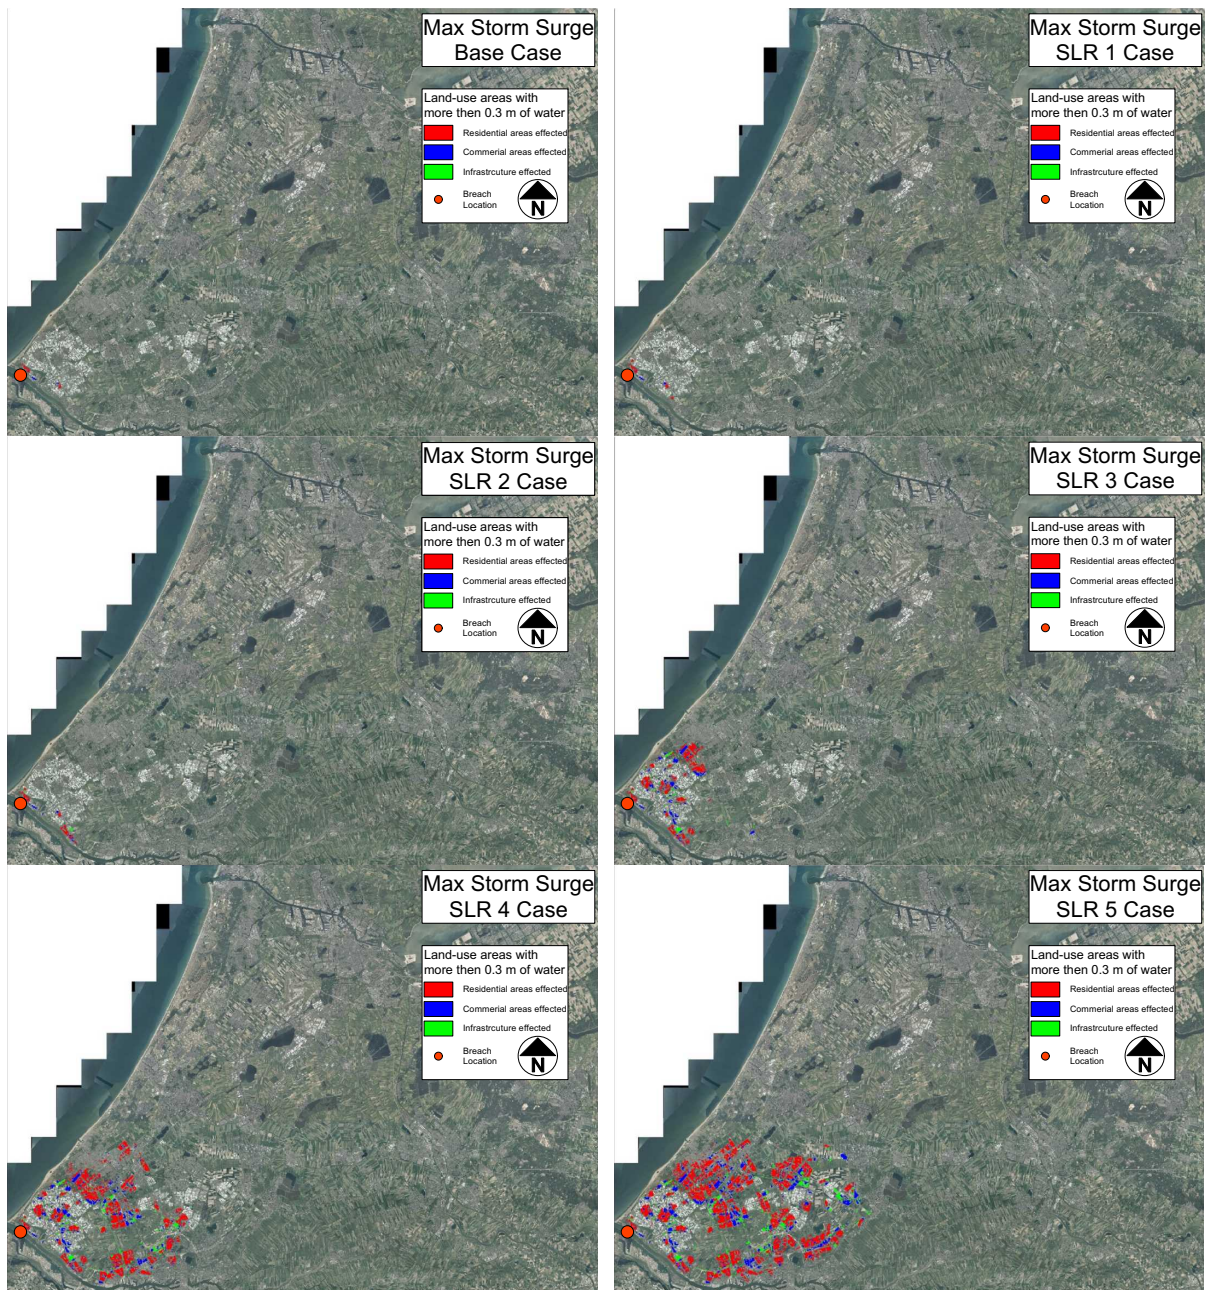 Max Storm Surge
Base Case
Land-use areas with
more then 0.3 m of water
Residential areas effected
Commerial areas effected
Infrastrcuture effected
Breach
Location
N
Max Storm Surge
SLR 1 Case
Land-use areas with
more then 0.3 m of water
Residential areas effected
Commerial areas effected
Infrastrcuture effected
Breach
Location
N
Max Storm Surge
SLR 2 Case
Land-use areas with
more then 0.3 m of water
Residential areas effected
Commerial areas effected
Infrastrcuture effected
Breach
Location
N
Max Storm Surge
SLR 3 Case
Land-use areas with
more then 0.3 m of water
Residential areas effected
Commerial areas effected
Infrastrcuture effected
Breach
Location
N
Max Storm Surge
SLR 4 Case
Land-use areas with
more then 0.3 m of water
Residential areas effected
Commerial areas effected
Infrastrcuture effected
Breach
Location
N
Max Storm Surge
SLR 5 Case
Land-use areas with
more then 0.3 m of water
Residential areas effected
Commerial areas effected
Infrastrcuture effected
Breach
Location
N